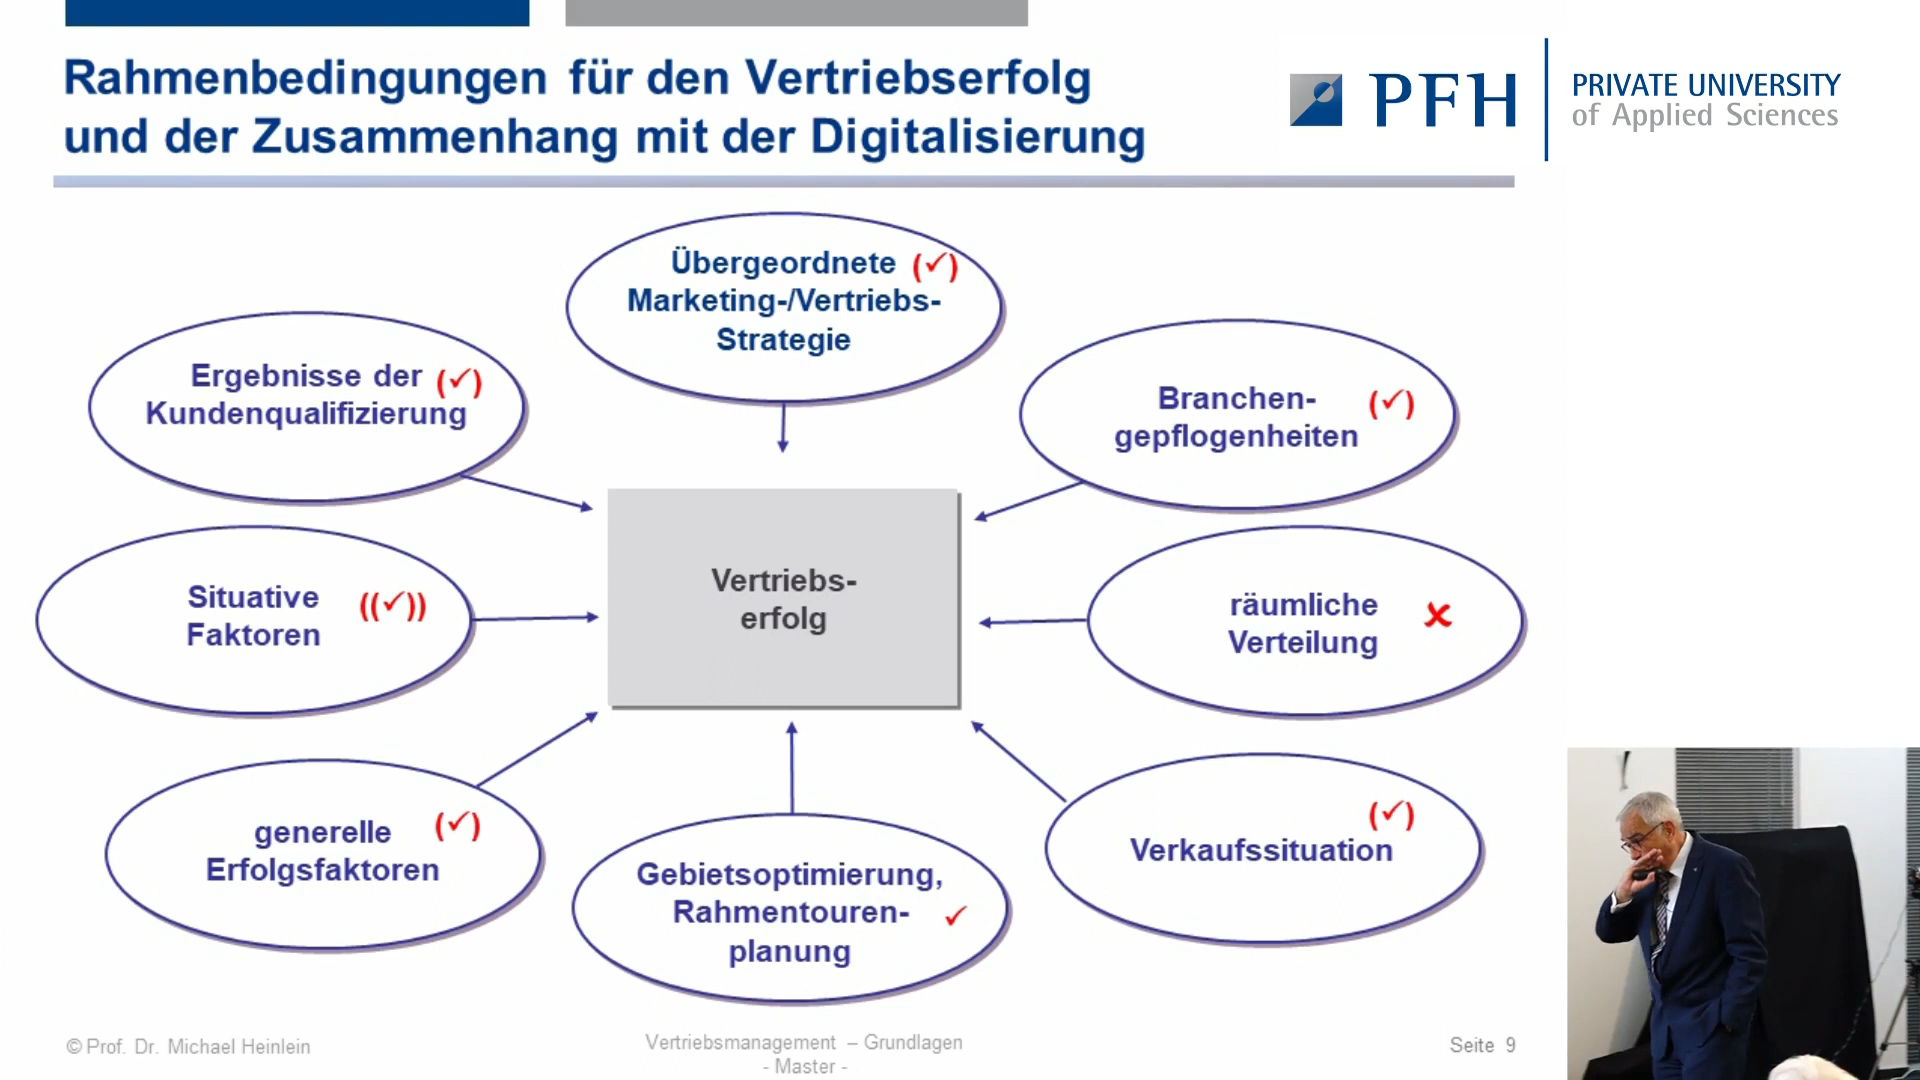 Rahmenbedingungen für den Vertriebserfolg
und der Zusammenhang mit der Digitalisierung
PFH
PRIVATE UNIVERSITY
of Applied Sciences
Übergeordnete (✓)
Marketing-/Vertriebs-
Strategie
Ergebnisse der (✓)
Kundenqualifizierung
Branchen- (✓)
gepflogenheiten
Situative ((✓))
Faktoren
Vertriebs-
erfolg
räumliche ✘
Verteilung
generelle (✓)
Erfolgsfaktoren
Gebietsoptimierung,
Rahmentouren- ✓
planung
(✓)
Verkaufssituation
© Prof. Dr. Michael Heinlein
Vertriebsmanagement – Grundlagen
- Master -
Seite 9